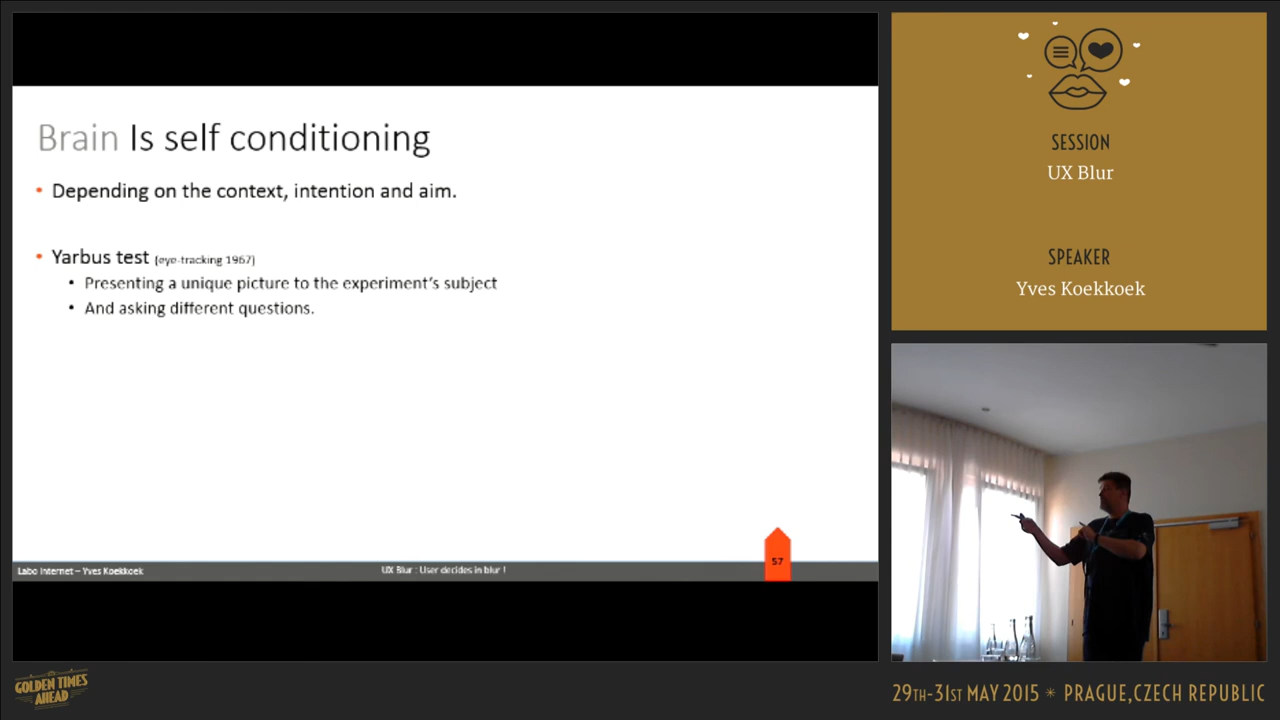 Brain Is self conditioning
• Depending on the context, intention and aim.
• Yarbus test (eye-tracking 1967)
• Presenting a unique picture to the experiment's subject
• And asking different questions.
Labo Internet – Yves Koekkoek
UX Blur : User decides in blur !
57
SESSION
UX Blur
SPEAKER
Yves Koekkoek
GOLDEN TIMES
AHEAD
29TH-31ST MAY 2015 * PRAGUE,CZECH REPUBLIC